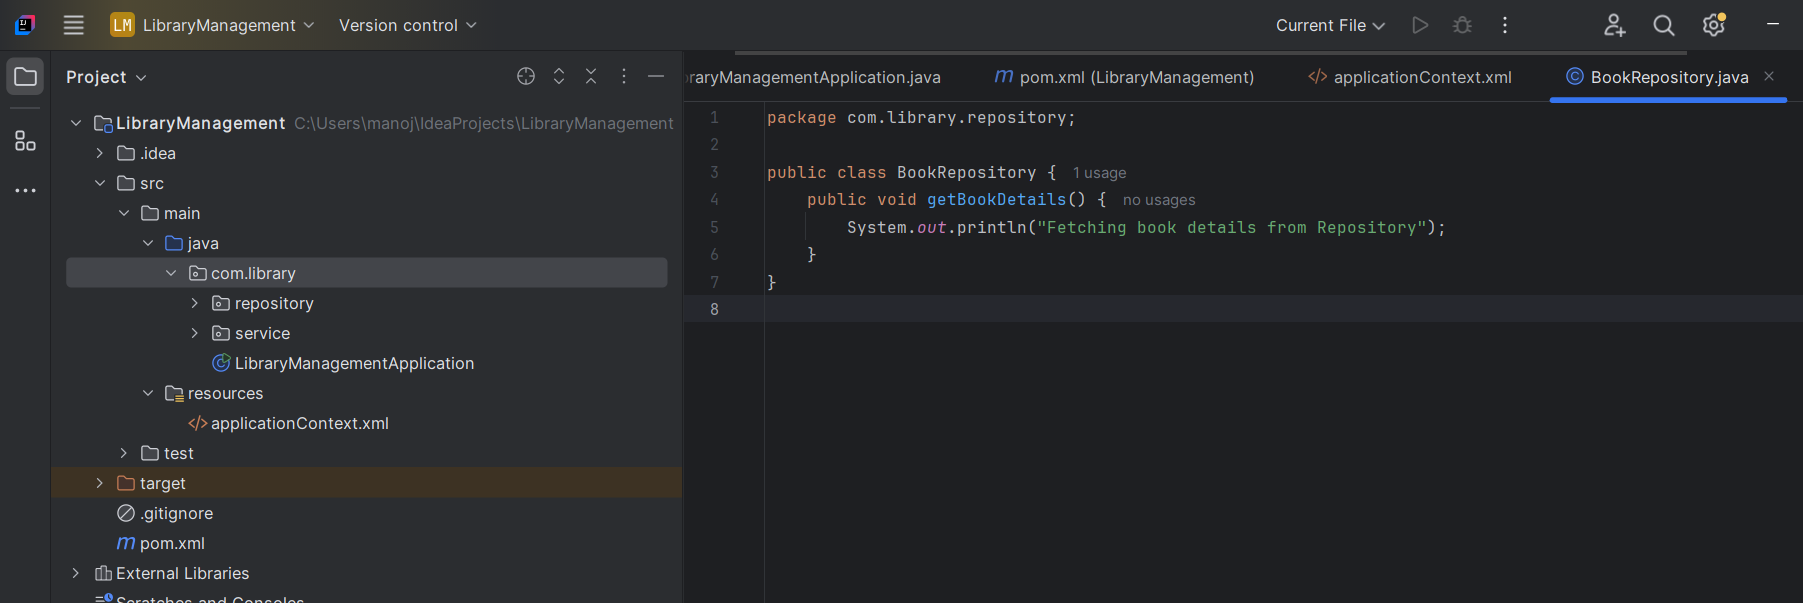 LM LibraryManagement Version control Current File
Project
raryManagementApplication.java pom.xml (LibraryManagement) applicationContext.xml BookRepository.java
LibraryManagement C:\Users\manoj\IdeaProjects\LibraryManagement
.idea
src
main
java
com.library
repository
service
LibraryManagementApplication
resources
applicationContext.xml
test
target
.gitignore
pom.xml
External Libraries
Scratches and Consoles
1 package com.library.repository;
2
3 public class BookRepository { 1 usage
4 public void getBookDetails() { no usages
5 System.out.println("Fetching book details from Repository");
6 }
7 }
8